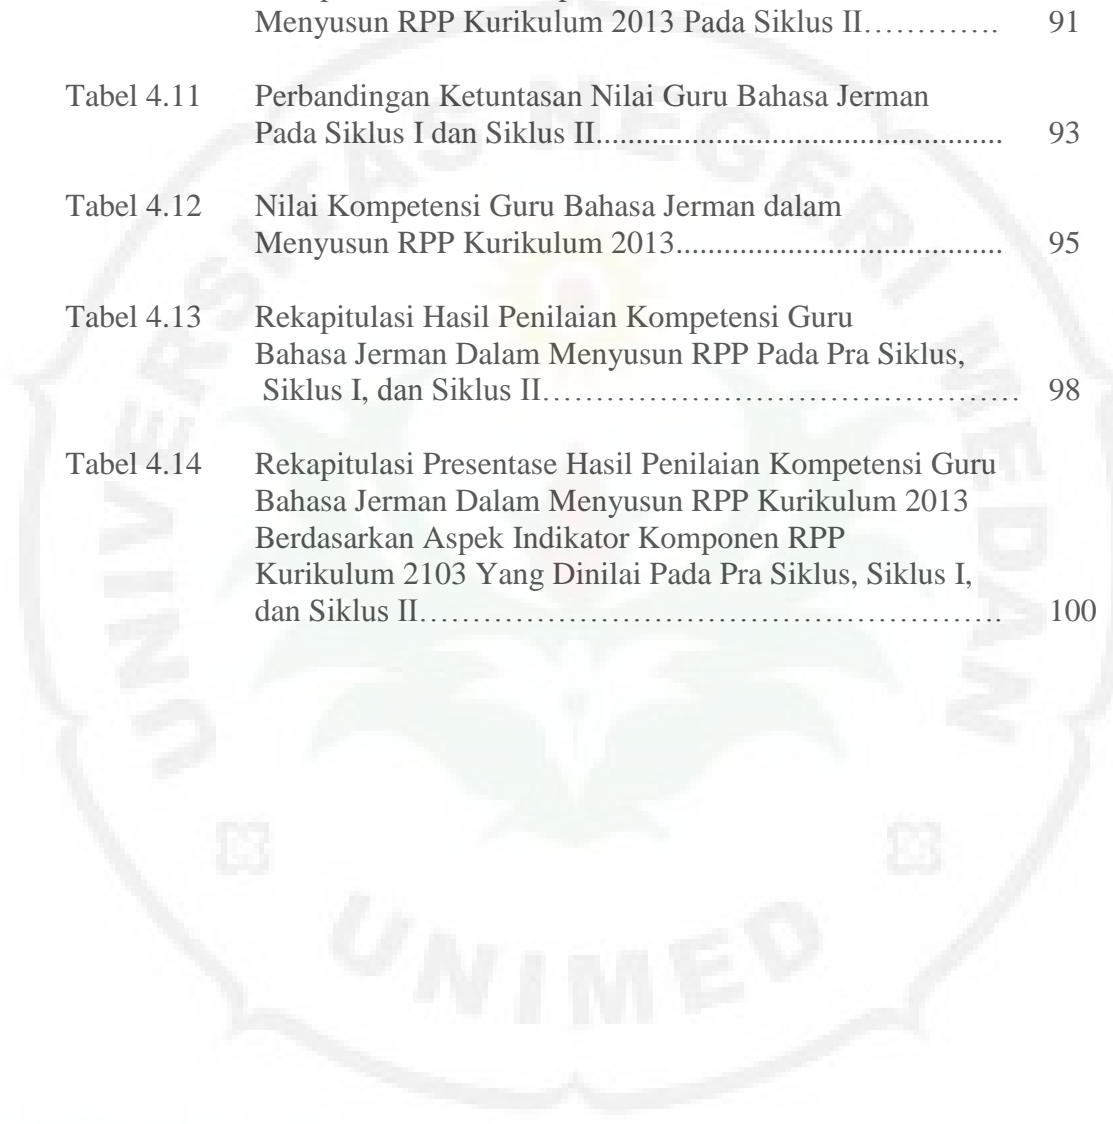 Menyusun RPP Kurikulum 2013 Pada Siklus II…………. 91
Tabel 4.11 Perbandingan Ketuntasan Nilai Guru Bahasa Jerman
Pada Siklus I dan Siklus II.................................................. 93
Tabel 4.12 Nilai Kompetensi Guru Bahasa Jerman dalam
Menyusun RPP Kurikulum 2013........................................ 95
Tabel 4.13 Rekapitulasi Hasil Penilaian Kompetensi Guru
Bahasa Jerman Dalam Menyusun RPP Pada Pra Siklus,
Siklus I, dan Siklus II……………………………………… 98
Tabel 4.14 Rekapitulasi Presentase Hasil Penilaian Kompetensi Guru
Bahasa Jerman Dalam Menyusun RPP Kurikulum 2013
Berdasarkan Aspek Indikator Komponen RPP
Kurikulum 2103 Yang Dinilai Pada Pra Siklus, Siklus I,
dan Siklus II………………………………………………. 100
UNIVERSITAS NEGERI MEDAN
UNIMED